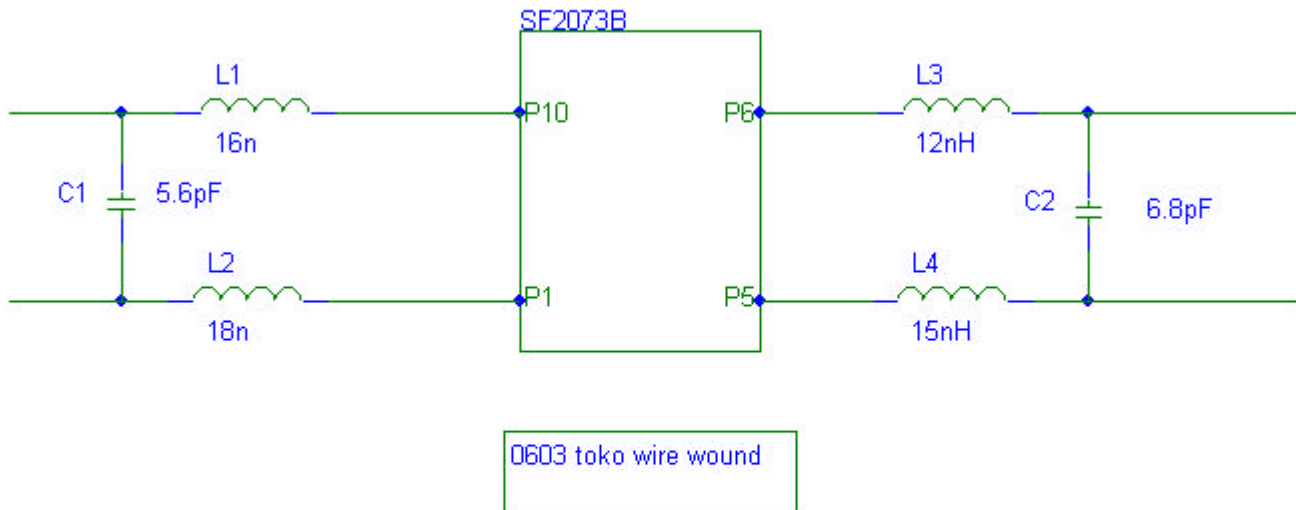 SF2073B
L1
16n
P10
P6
L3
12nH
C1
5.6pF
C2
6.8pF
L2
18n
P1
P5
L4
15nH
0603 toko wire wound